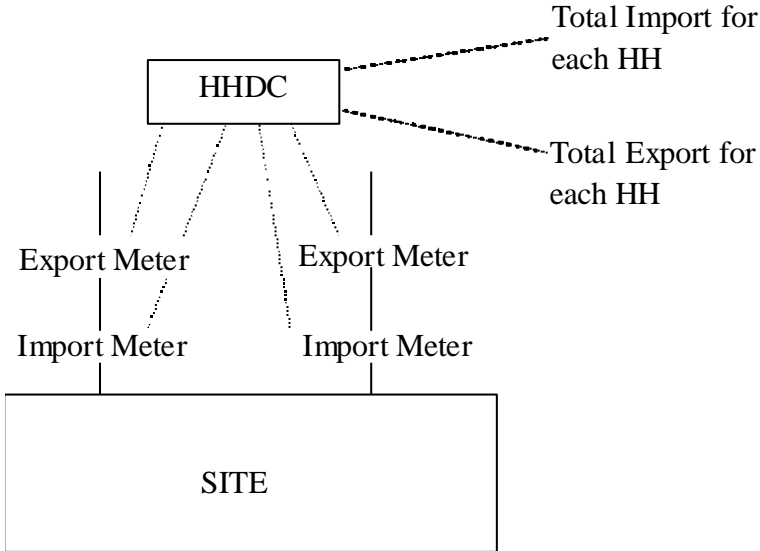 Total Import for
each HH
HHDC
Total Export for
each HH
Export Meter
Export Meter
Import Meter
Import Meter
SITE